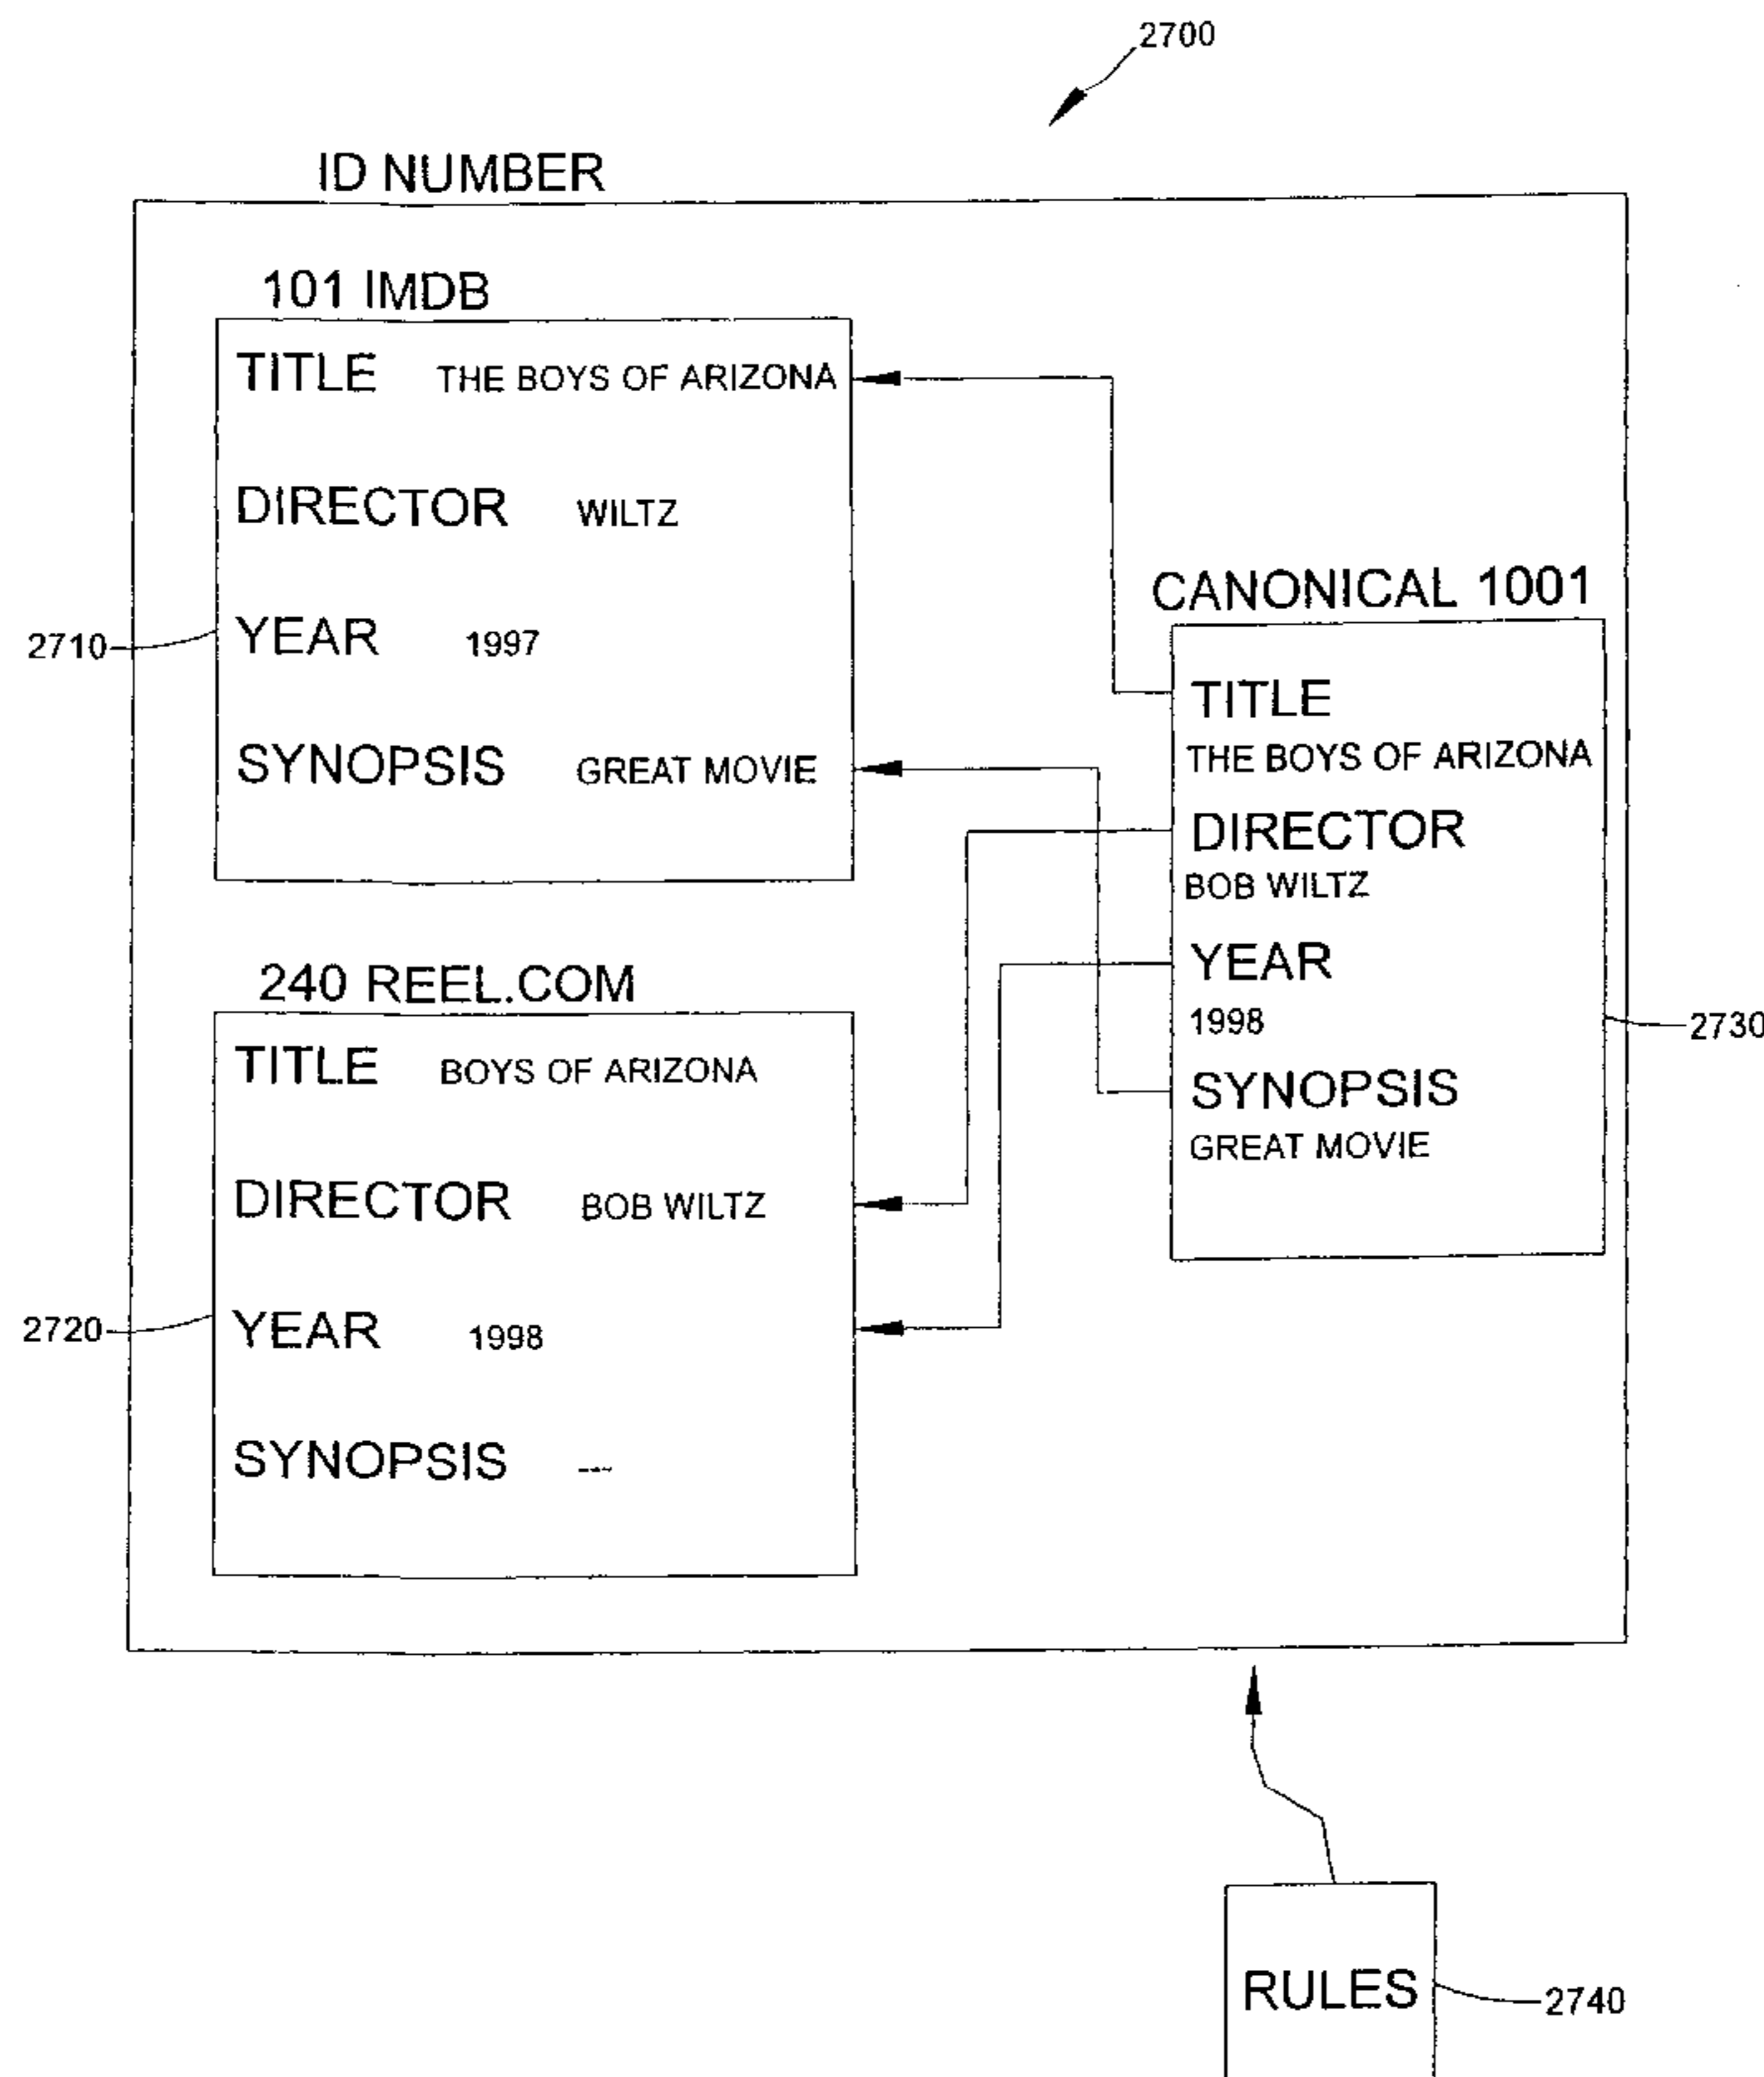 2700
ID NUMBER
101 IMDB
TITLE THE BOYS OF ARIZONA
DIRECTOR WILTZ
YEAR 1997
2710
SYNOPSIS GREAT MOVIE
CANONICAL 1001
TITLE
THE BOYS OF ARIZONA
DIRECTOR
BOB WILTZ
YEAR
1998
2730
SYNOPSIS
GREAT MOVIE
240 REEL.COM
TITLE BOYS OF ARIZONA
DIRECTOR BOB WILTZ
YEAR 1998
2720
SYNOPSIS —
RULES
2740